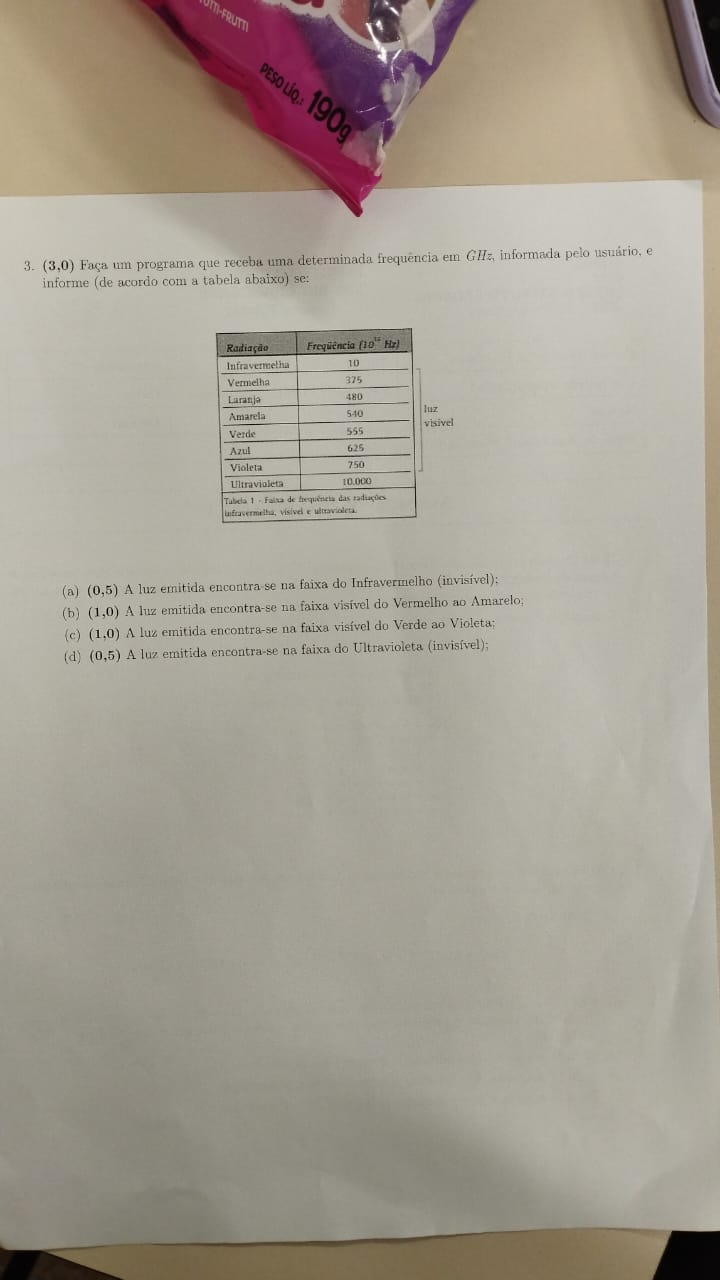 TUTTI-FRUTTI
PESO LÍQ.: 190g
3. (3,0) Faça um programa que receba uma determinada frequência em GHz, informada pelo usuário, e
informe (de acordo com a tabela abaixo) se:
Radiação Freqüência (10¹² Hz)
Infravermelha 10
Vermelha 375
Laranja 480
Amarela 540
Verde 555
Azul 625
Violeta 750
Ultravioleta 10.000
luz
visível
Tabela 1 - Faixa de frequência das radiações
infravermelha, visível e ultravioleta.
(a) (0,5) A luz emitida encontra-se na faixa do Infravermelho (invisível);
(b) (1,0) A luz emitida encontra-se na faixa visível do Vermelho ao Amarelo;
(c) (1,0) A luz emitida encontra-se na faixa visível do Verde ao Violeta;
(d) (0,5) A luz emitida encontra-se na faixa do Ultravioleta (invisível);